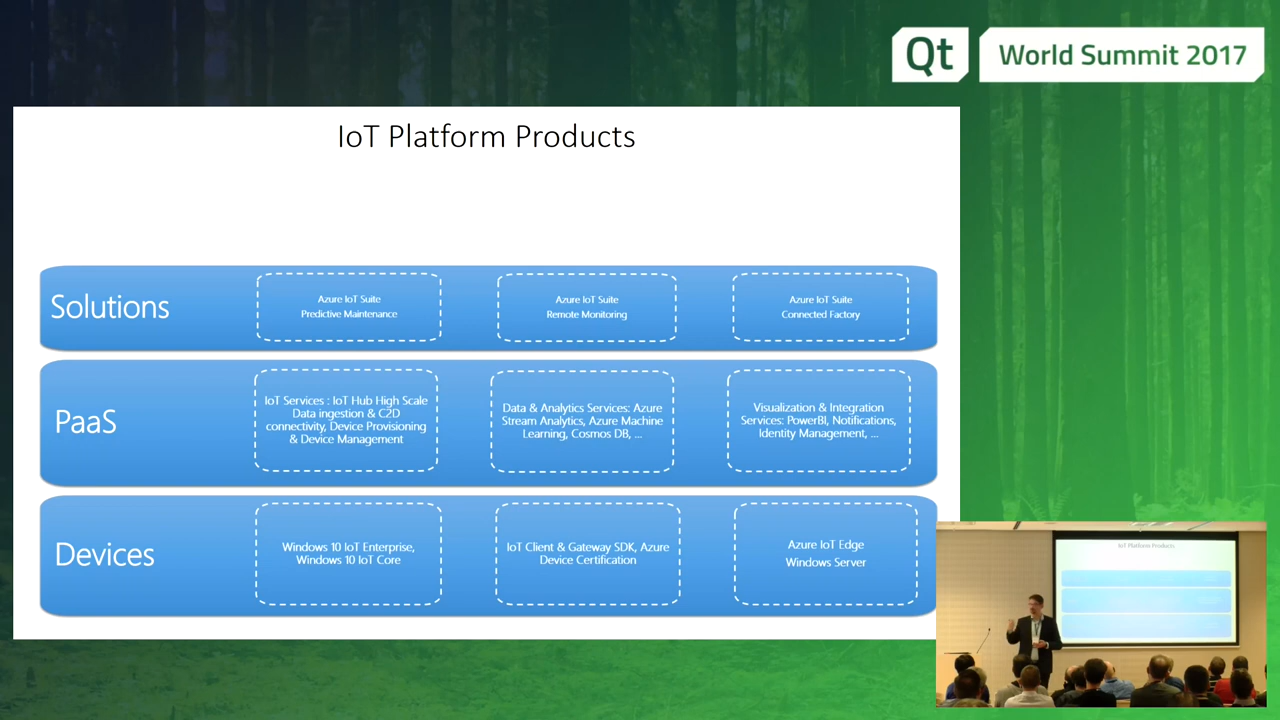 Qt World Summit 2017
IoT Platform Products
Solutions
Azure IoT Suite
Predictive Maintenance
Azure IoT Suite
Remote Monitoring
Azure IoT Suite
Connected Factory
PaaS
IoT Services : IoT Hub High Scale
Data ingestion & C2D
connectivity, Device Provisioning
& Device Management
Data & Analytics Services: Azure
Stream Analytics, Azure Machine
Learning, Cosmos DB, ...
Visualization & Integration
Services: PowerBI, Notifications,
Identity Management, ...
Devices
Windows 10 IoT Enterprise,
Windows 10 IoT Core
IoT Client & Gateway SDK, Azure
Device Certification
Azure IoT Edge
Windows Server
IoT Platform Products